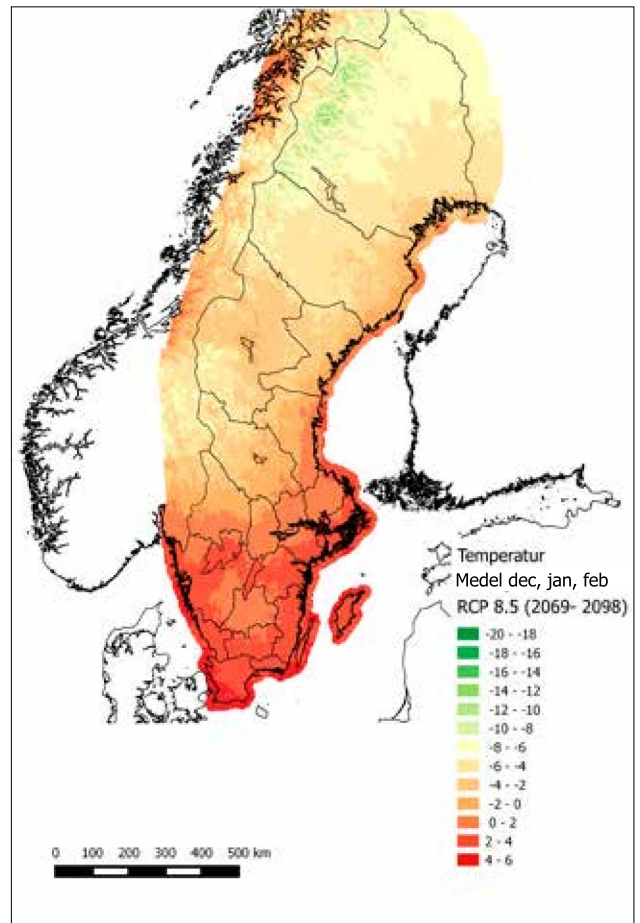 Temperatur
Medel dec, jan, feb
RCP 8.5 (2069- 2098)
-20 - -18
-18 - -16
-16 - -14
-14 - -12
-12 - -10
-10 - -8
-8 - -6
-6 - -4
-4 - -2
-2 - 0
0 - 2
2 - 4
4 - 6
0 100 200 300 400 500 km